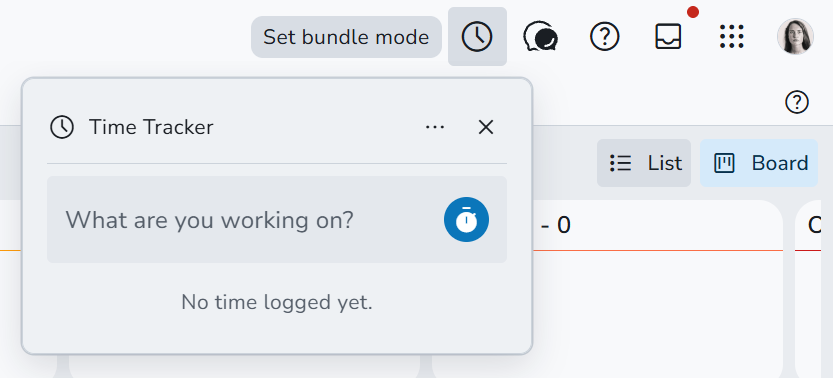 Set bundle mode
Time Tracker
List
Board
What are you working on?
- 0
No time logged yet.